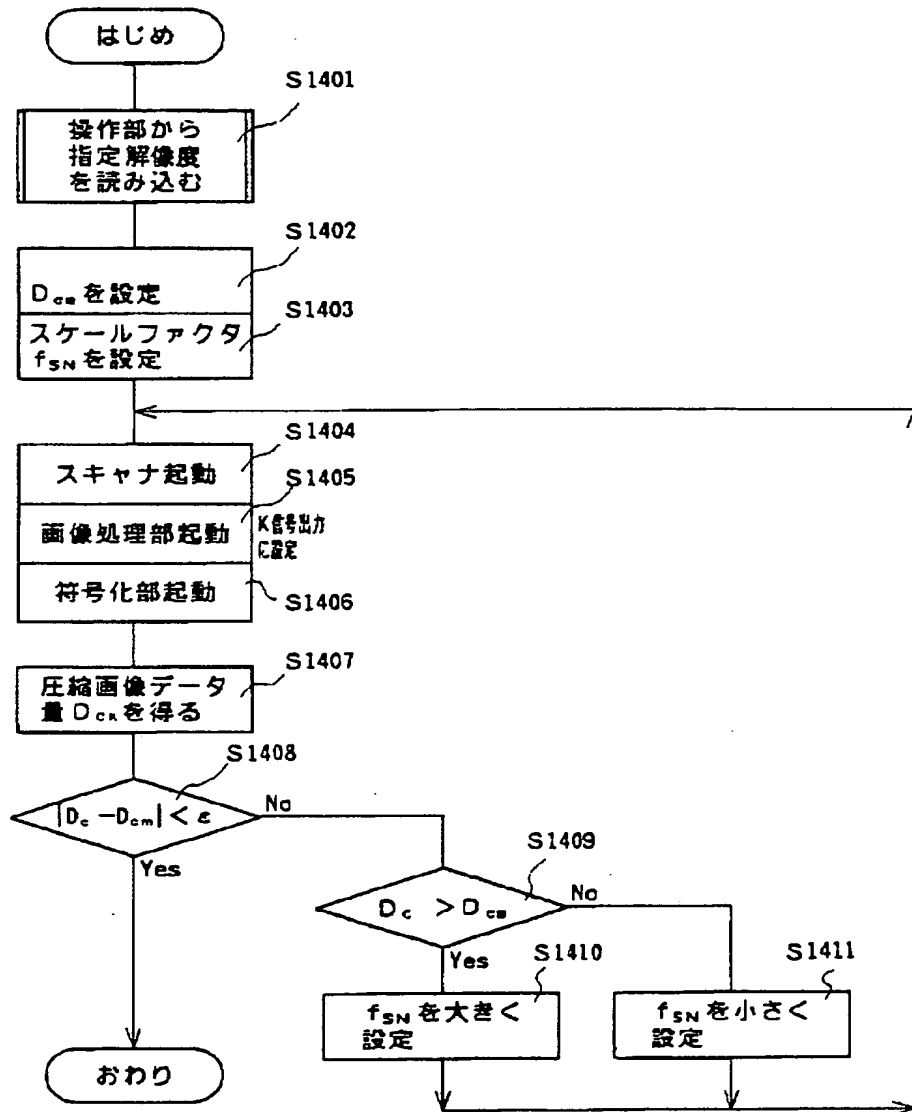 はじめ
S1401
操作部から
指定解像度
を読み込む
S1402
Dcmを設定
S1403
スケールファクタ
fSNを設定
S1404
スキャナ起動
S1405
画像処理部起動
K信号出力
に設定
符号化部起動
S1406
S1407
圧縮画像データ
量DCRを得る
S1408
|Dc −Dcm| < ε
No
Yes
S1409
Dc > Dcm
No
Yes
S1410
fSNを大きく
設定
S1411
fSNを小さく
設定
おわり